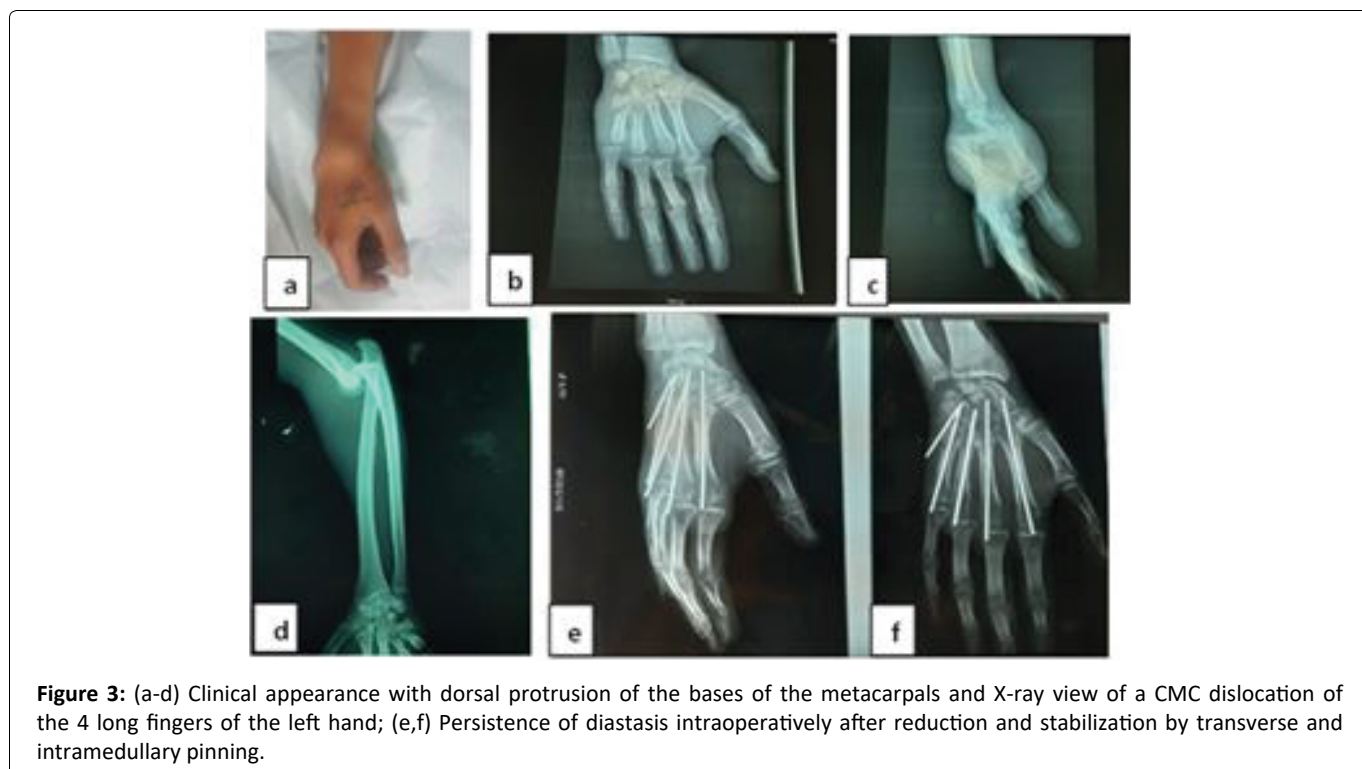 a
b
c
d
e
f
Figure 3: (a-d) Clinical appearance with dorsal protrusion of the bases of the metacarpals and X-ray view of a CMC dislocation of
the 4 long fingers of the left hand; (e,f) Persistence of diastasis intraoperatively after reduction and stabilization by transverse and
intramedullary pinning.